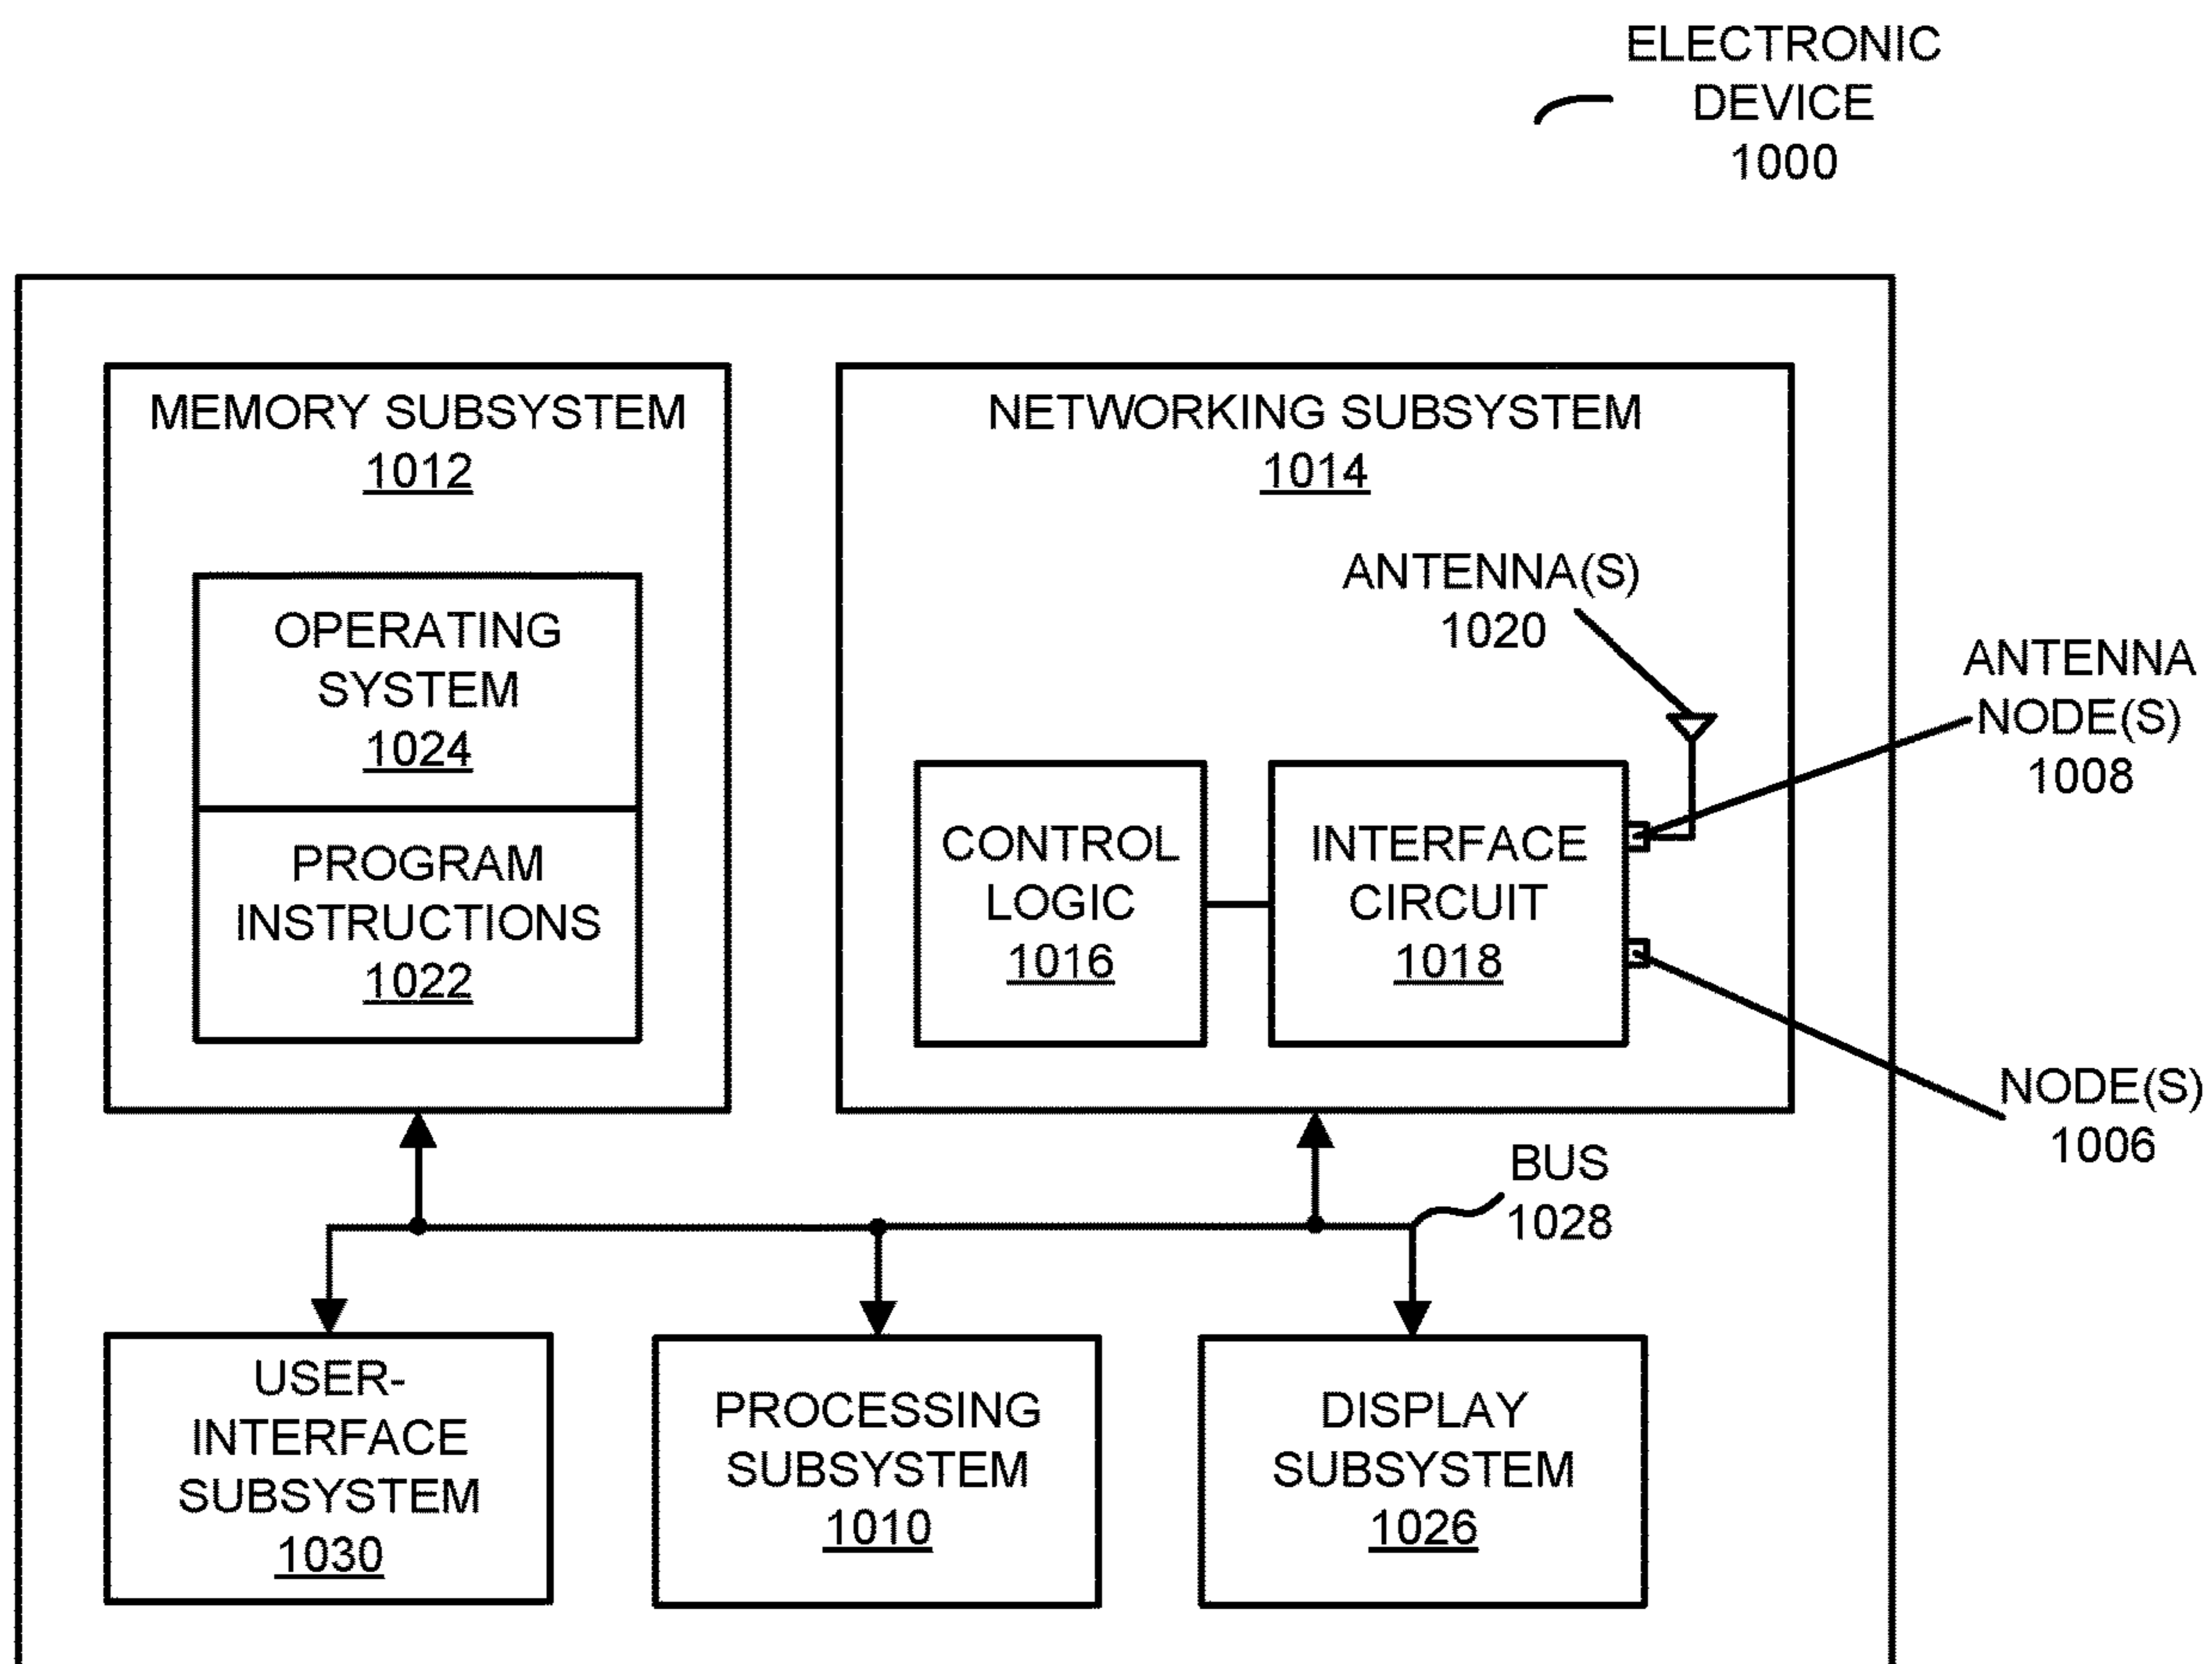 ELECTRONIC
DEVICE
1000
MEMORY SUBSYSTEM
1012
OPERATING
SYSTEM
1024
PROGRAM
INSTRUCTIONS
1022
NETWORKING SUBSYSTEM
1014
ANTENNA(S)
1020
CONTROL
LOGIC
1016
INTERFACE
CIRCUIT
1018
ANTENNA
NODE(S)
1008
NODE(S)
1006
BUS
1028
USER-
INTERFACE
SUBSYSTEM
1030
PROCESSING
SUBSYSTEM
1010
DISPLAY
SUBSYSTEM
1026